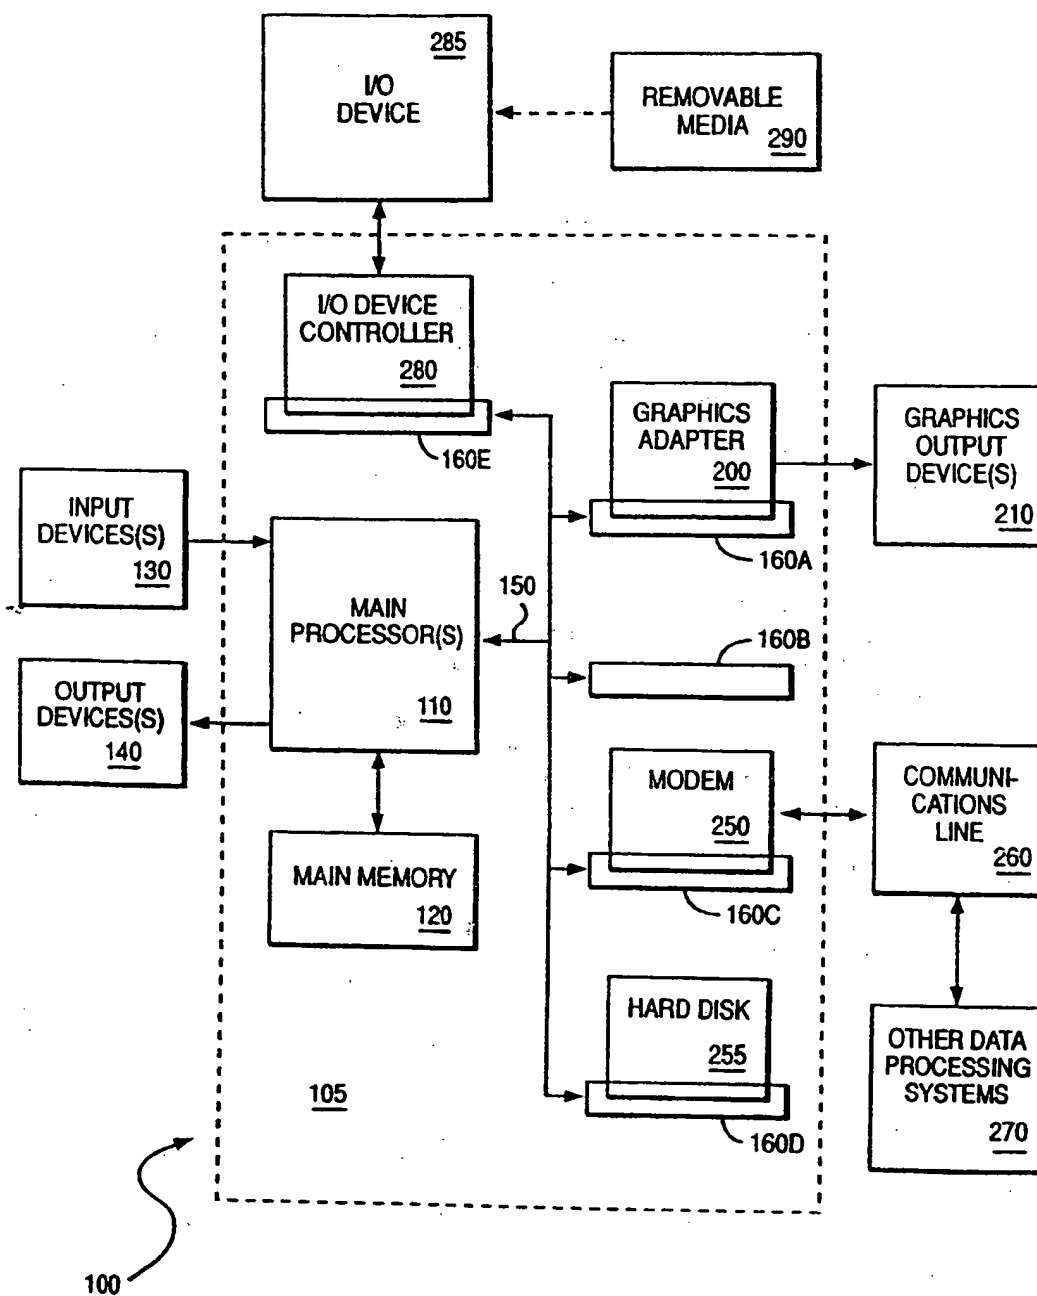 285
I/O
DEVICE
REMOVABLE
MEDIA
290
I/O DEVICE
CONTROLLER
280
160E
GRAPHICS
ADAPTER
200
160A
GRAPHICS
OUTPUT
DEVICE(S)
210
INPUT
DEVICES(S)
130
MAIN
PROCESSOR(S)
110
150
160B
OUTPUT
DEVICES(S)
140
MODEM
250
160C
COMMUNI-
CATIONS
LINE
260
MAIN MEMORY
120
HARD DISK
255
160D
OTHER DATA
PROCESSING
SYSTEMS
270
105
100